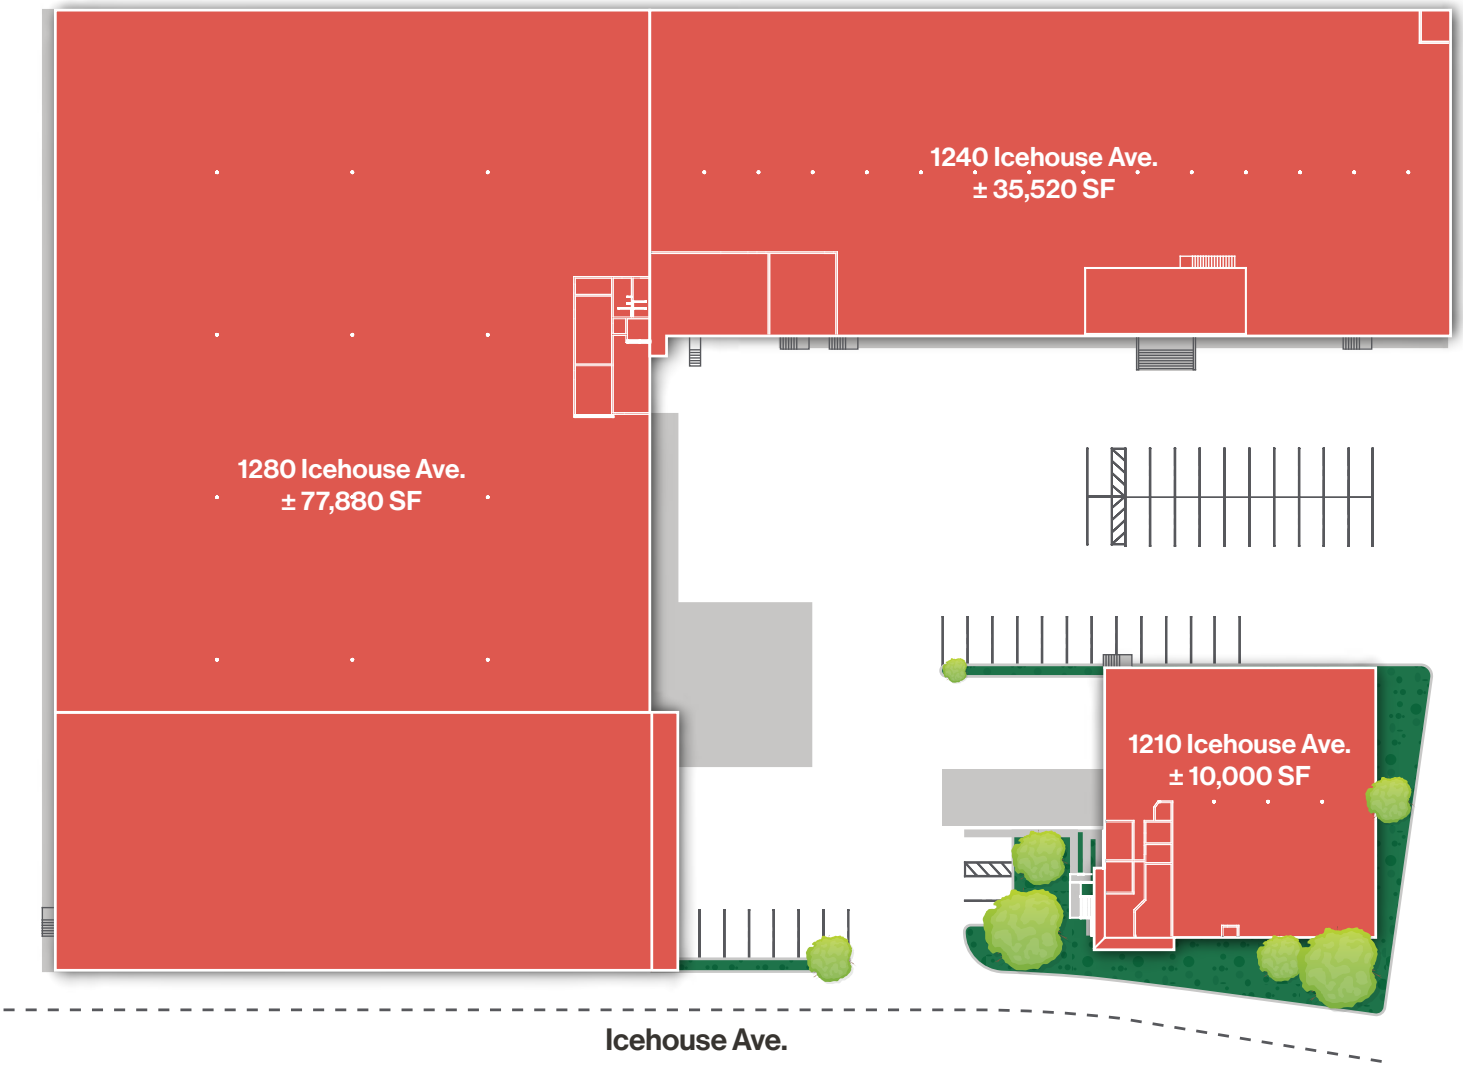 1240 Icehouse Ave.
± 35,520 SF
1280 Icehouse Ave.
± 77,880 SF
1210 Icehouse Ave.
± 10,000 SF
Icehouse Ave.